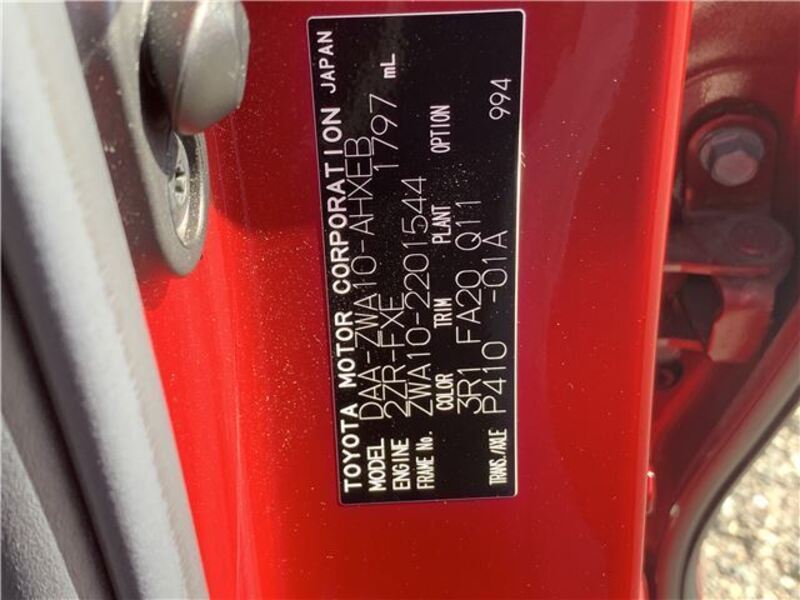 TOYOTA MOTOR CORPORATION JAPAN
MODEL DAA-ZWA10-AHXEB
ENGINE 2ZR-FXE 1797 mL
FRAME No. ZWA10-2201544
COLOR TRIM PLANT OPTION
3R1 FA20 Q11
TRANS./AXLE P410 -01A 994